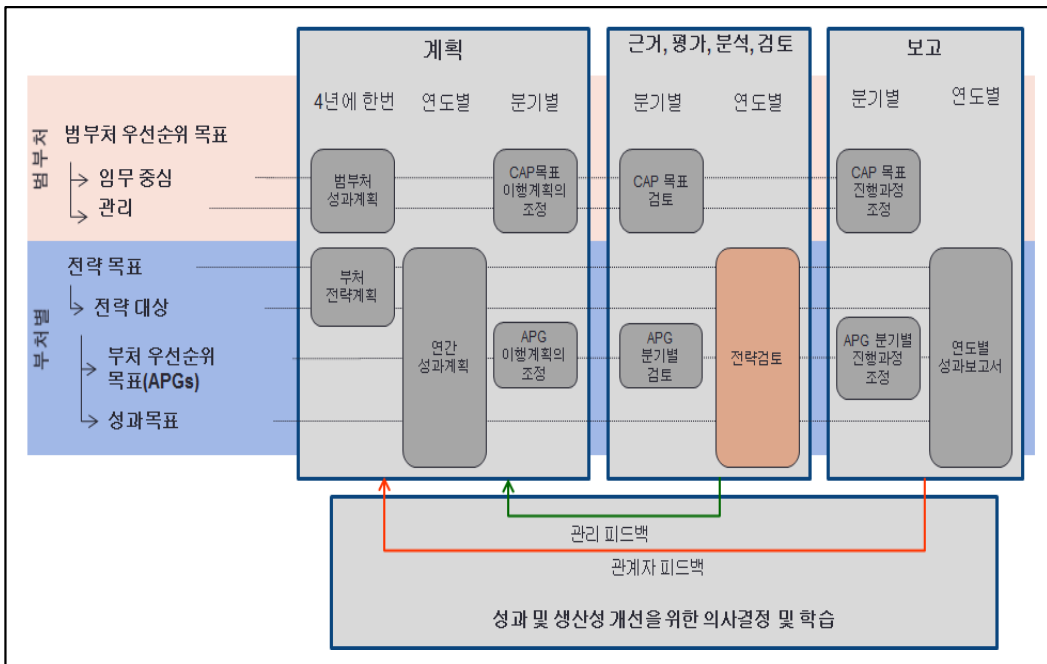 계획
근거, 평가, 분석, 검토
보고
4년에 한번
연도별
분기별
분기별
연도별
분기별
연도별
범부처
범부처 우선순위 목표
임무 중심
관리
범부처
성과계획
CAP목표
이행계획의
조정
CAP 목표
검토
CAP 목표
진행과정
조정
부처별
전략 목표
전략 대상
부처 우선순위
목표(APGs)
성과목표
부처
전략계획
연간
성과계획
APG
이행계획의
조정
APG
분기별
검토
전략검토
APG 분기별
진행과정
조정
연도별
성과보고서
관리 피드백
관계자 피드백
성과 및 생산성 개선을 위한 의사결정 및 학습